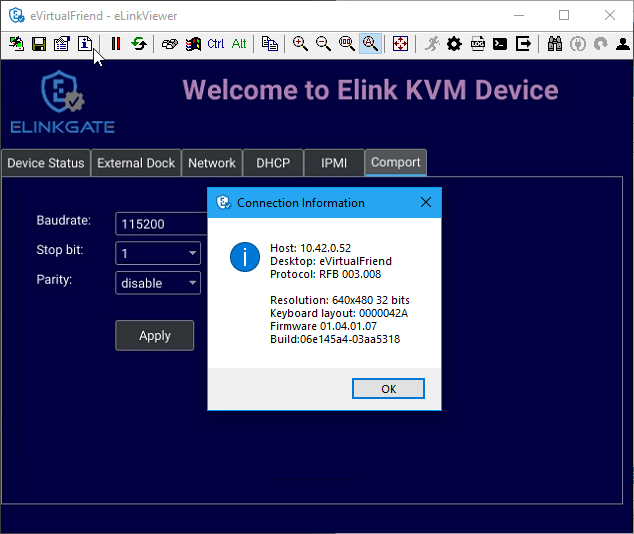 eVirtualFriend - eLinkViewer
Ctrl Alt
ELINKGATE
Welcome to Elink KVM Device
Device Status External Dock Network DHCP IPMI Comport
Baudrate: 115200
Stop bit: 1
Parity: disable
Apply
Connection Information
Host: 10.42.0.52
Desktop: eVirtualFriend
Protocol: RFB 003.008
Resolution: 640x480 32 bits
Keyboard layout: 0000042A
Firmware 01.04.01.07
Build:06e145a4-03aa5318
OK